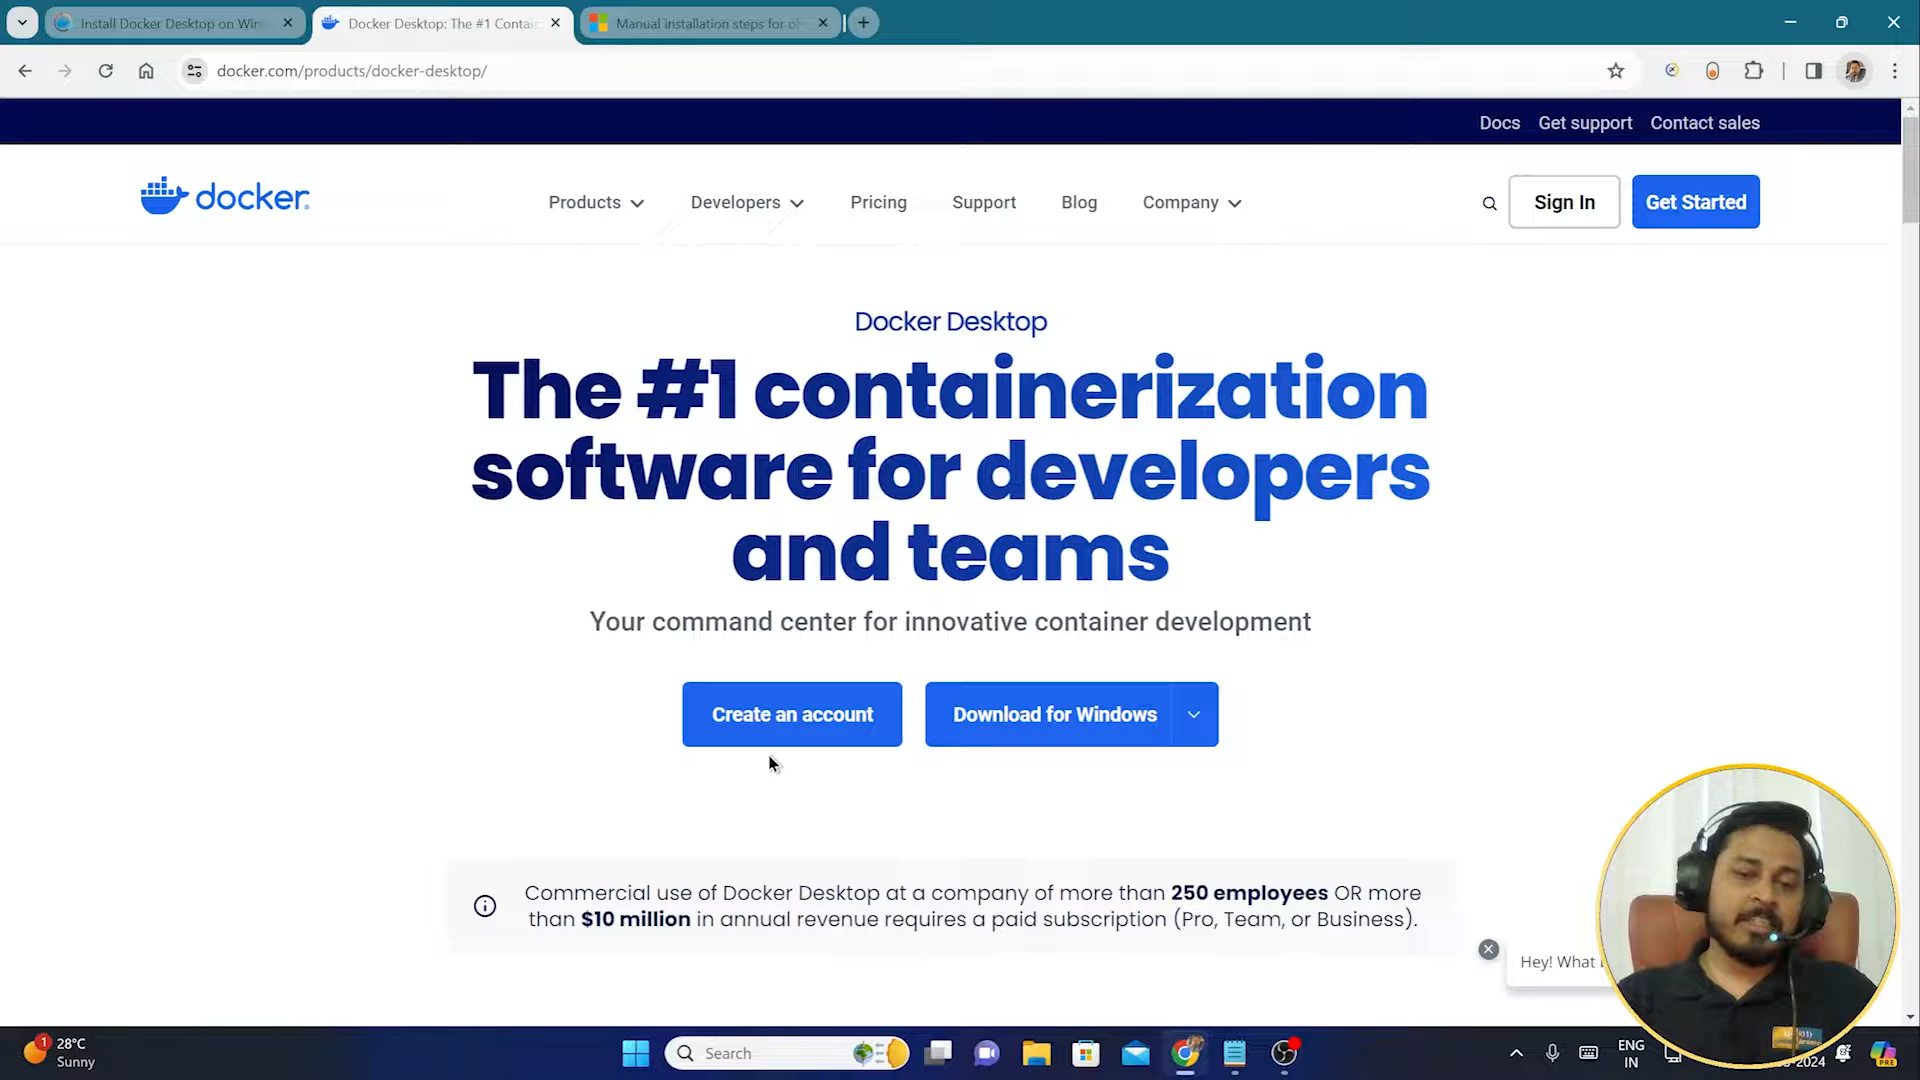 Install Docker Desktop on Win
Docker Desktop: The #1 Contai
Manual installation steps for ol
docker.com/products/docker-desktop/
Docs Get support Contact sales
docker
Products Developers Pricing Support Blog Company Sign In Get Started
Docker Desktop
The #1 containerization
software for developers
and teams
Your command center for innovative container development
Create an account Download for Windows
Commercial use of Docker Desktop at a company of more than 250 employees OR more
than $10 million in annual revenue requires a paid subscription (Pro, Team, or Business).
Hey! What
1
28°C
Sunny
Search
ENG
IN
2024
PRE